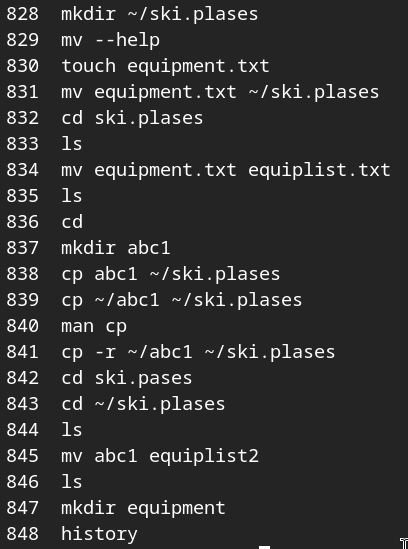 828 mkdir ~/ski.plases
829 mv --help
830 touch equipment.txt
831 mv equipment.txt ~/ski.plases
832 cd ski.plases
833 ls
834 mv equipment.txt equiplist.txt
835 ls
836 cd
837 mkdir abc1
838 cp abc1 ~/ski.plases
839 cp ~/abc1 ~/ski.plases
840 man cp
841 cp -r ~/abc1 ~/ski.plases
842 cd ski.pases
843 cd ~/ski.plases
844 ls
845 mv abc1 equiplist2
846 ls
847 mkdir equipment
848 history